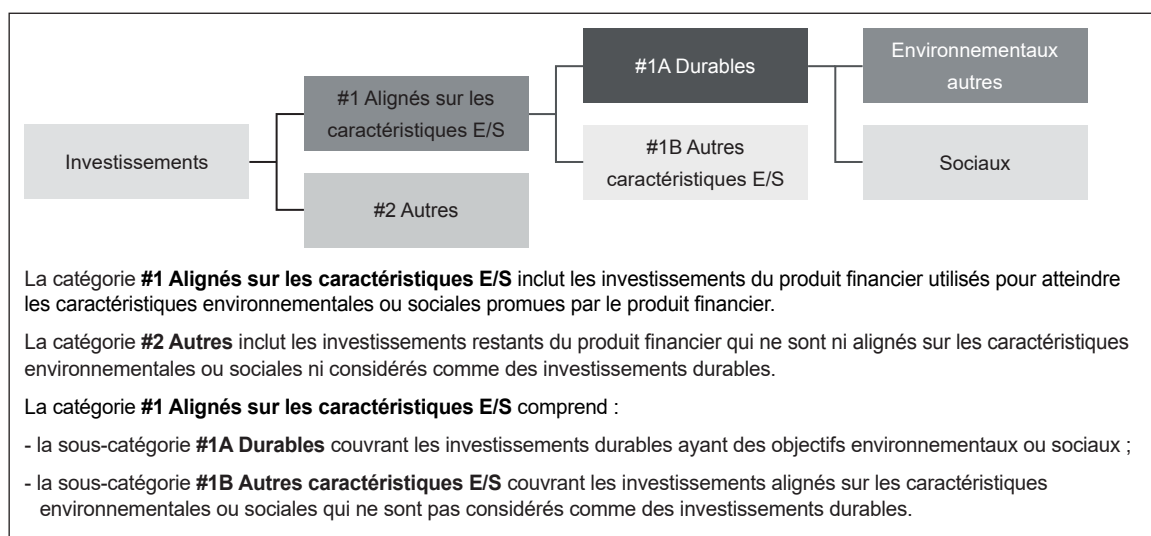 Investissements
#1 Alignés sur les
caractéristiques E/S
#2 Autres
#1A Durables
#1B Autres
caractéristiques E/S
Environnementaux
autres
Sociaux
La catégorie #1 Alignés sur les caractéristiques E/S inclut les investissements du produit financier utilisés pour atteindre
les caractéristiques environnementales ou sociales promues par le produit financier.
La catégorie #2 Autres inclut les investissements restants du produit financier qui ne sont ni alignés sur les caractéristiques
environnementales ou sociales ni considérés comme des investissements durables.
La catégorie #1 Alignés sur les caractéristiques E/S comprend :
- la sous-catégorie #1A Durables couvrant les investissements durables ayant des objectifs environnementaux ou sociaux ;
- la sous-catégorie #1B Autres caractéristiques E/S couvrant les investissements alignés sur les caractéristiques
environnementales ou sociales qui ne sont pas considérés comme des investissements durables.